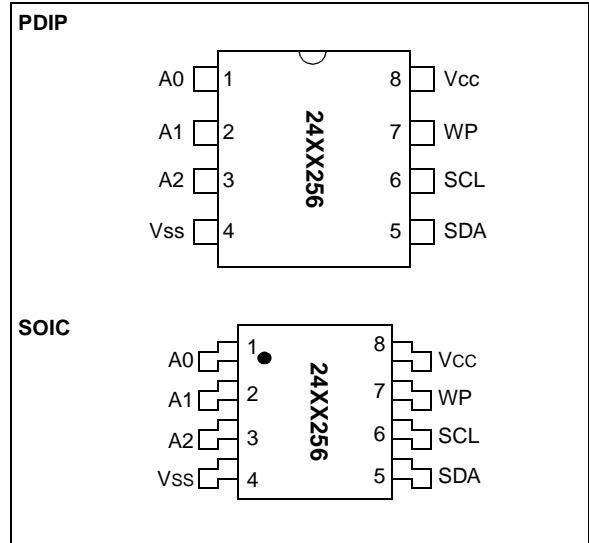 PDIP
A0 1 8 Vcc
A1 2 7 WP
A2 3 6 SCL
Vss 4 5 SDA
24XX256
SOIC
A0 1 8 VCC
A1 2 7 WP
A2 3 6 SCL
VSS 4 5 SDA
24XX256